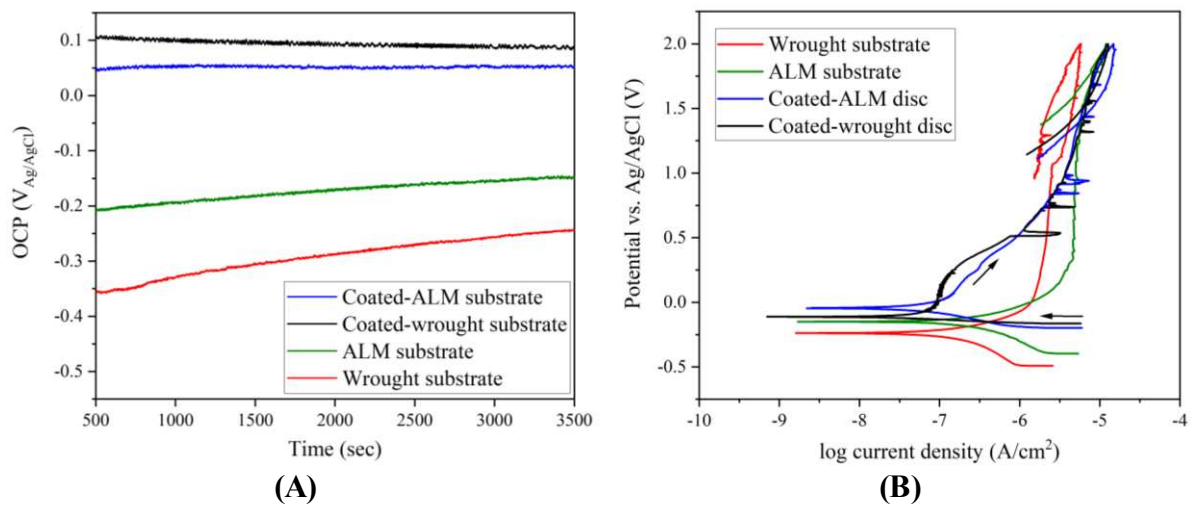 0.1
0.0
-0.1
-0.2
-0.3
-0.4
-0.5
OCP (V_Ag/AgCl)
Coated-ALM substrate
Coated-wrought substrate
ALM substrate
Wrought substrate
500 1000 1500 2000 2500 3000 3500
Time (sec)
(A)
2.0
1.5
1.0
0.5
0.0
-0.5
Potential vs. Ag/AgCl (V)
Wrought substrate
ALM substrate
Coated-ALM disc
Coated-wrought disc
-10 -9 -8 -7 -6 -5 -4
log current density (A/cm²)
(B)